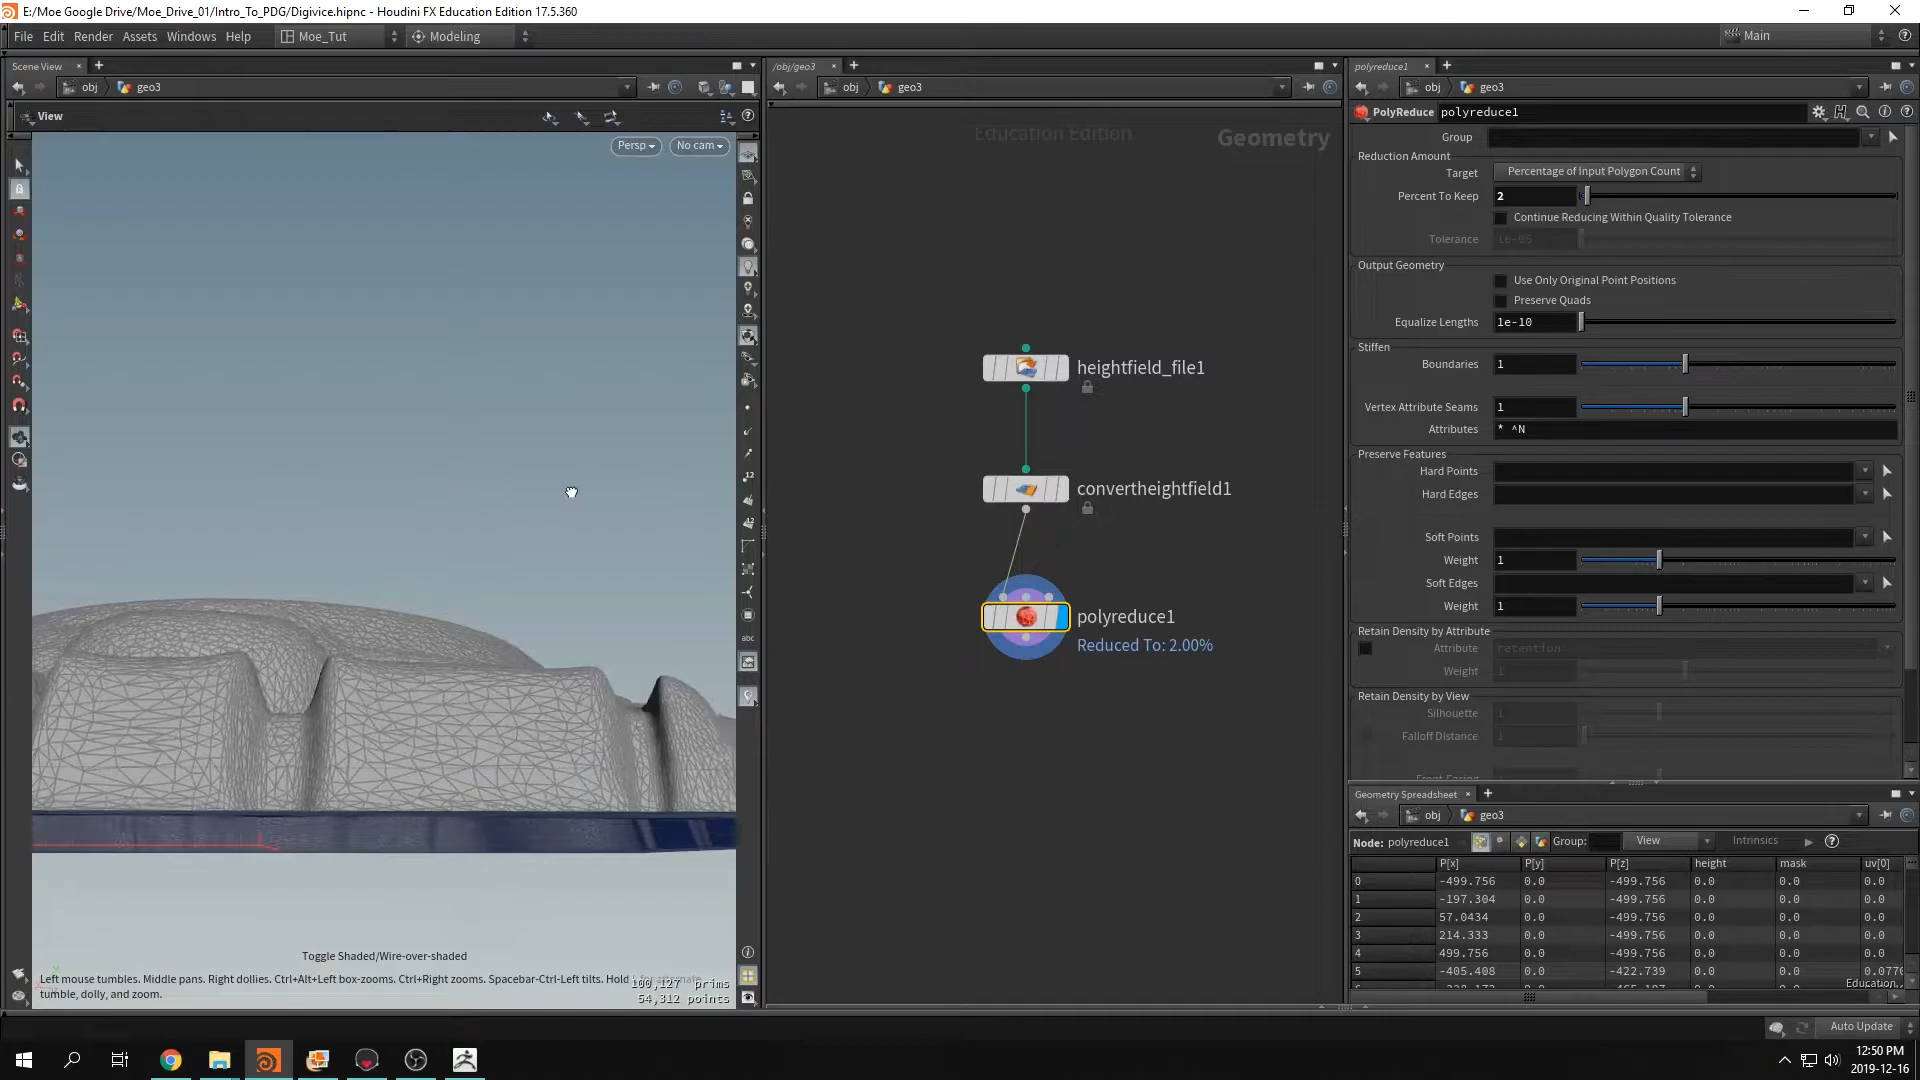 E:/Moe Google Drive/Moe_Drive_01/Intro_To_PDG/Digivice.hipnc - Houdini FX Education Edition 17.5.360
File Edit Render Assets Windows Help Moe_Tut Modeling Main
Scene View
/obj/geo3
polyreduce1
obj geo3
obj geo3
obj geo3
View
Persp
No cam
Education Edition
Geometry
heightfield_file1
convertheightfield1
polyreduce1
Reduced To: 2.00%
PolyReduce polyreduce1
Group
Reduction Amount
Target Percentage of Input Polygon Count
Percent To Keep 2
Continue Reducing Within Quality Tolerance
Tolerance 1e-05
Output Geometry
Use Only Original Point Positions
Preserve Quads
Equalize Lengths 1e-10
Stiffen
Boundaries 1
Vertex Attribute Seams 1
Attributes * ^N
Preserve Features
Hard Points
Hard Edges
Soft Points
Weight 1
Soft Edges
Weight 1
Retain Density by Attribute
Attribute retention
Weight 1
Retain Density by View
Silhouette 1
Falloff Distance 1
Front-Facing
12
12
abc
Toggle Shaded/Wire-over-shaded
Left mouse tumbles. Middle pans. Right dollies. Ctrl+Alt+Left box-zooms. Ctrl+Right zooms. Spacebar-Ctrl-Left tilts. Hold
tumble, dolly, and zoom.
100,127 prims
54,312 points
Geometry Spreadsheet
obj geo3
Node: polyreduce1 Group: View Intrinsics
P[x] P[y] P[z] height mask uv[0]
0 -499.756 0.0 -499.756 0.0 0.0 0.0
1 -197.304 0.0 -499.756 0.0 0.0 0.0
2 57.0434 0.0 -499.756 0.0 0.0 0.0
3 214.333 0.0 -499.756 0.0 0.0 0.0
4 499.756 0.0 -499.756 0.0 0.0 0.0
5 -405.408 0.0 -422.739 0.0 0.0 0.077
Education
Auto Update
12:50 PM
2019-12-16